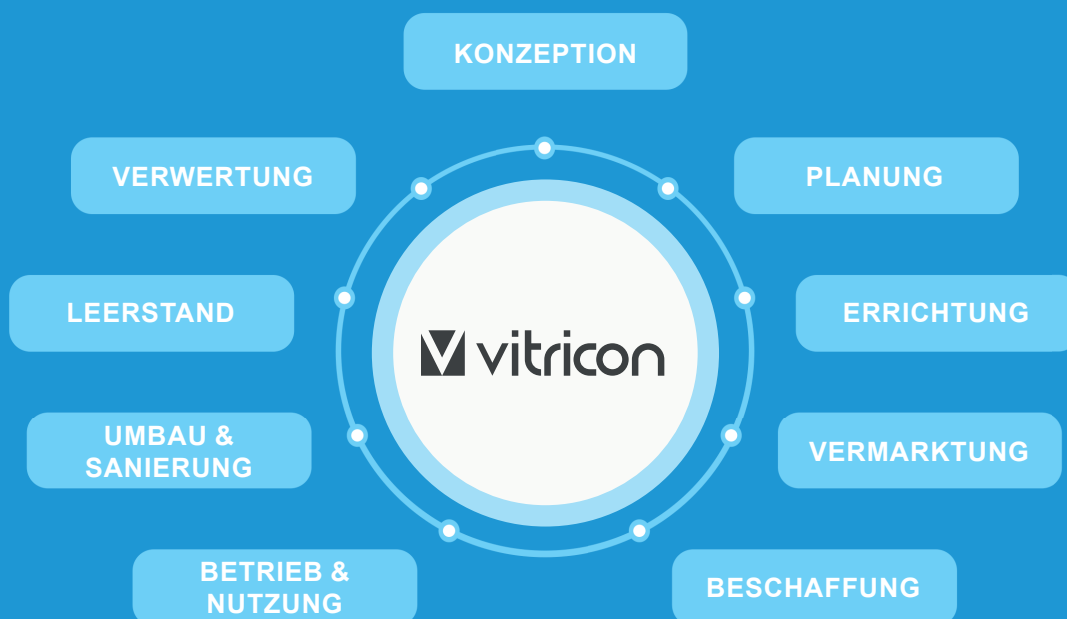 KONZEPTION
VERWERTUNG
PLANUNG
LEERSTAND
ERRICHTUNG
vitricon
UMBAU &
SANIERUNG
VERMARKTUNG
BETRIEB &
NUTZUNG
BESCHAFFUNG